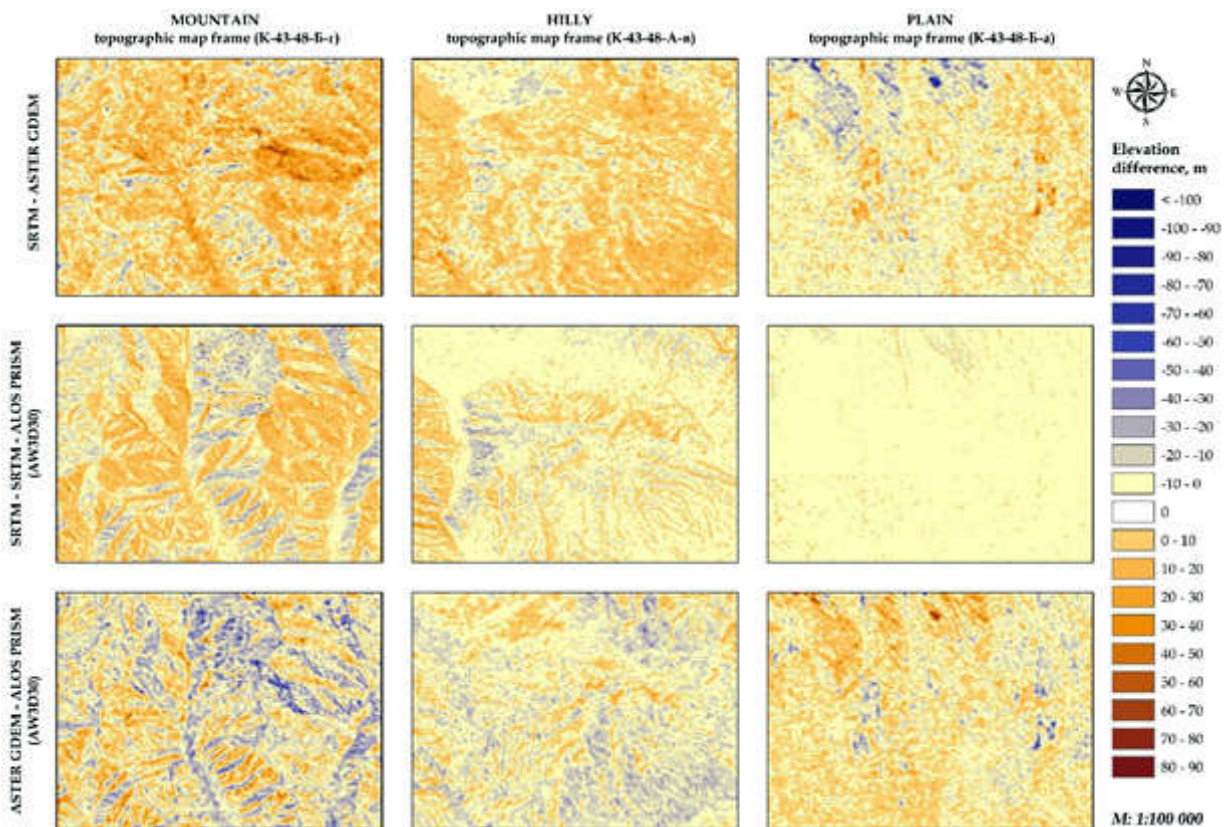 MOUNTAIN
topographic map frame (К-43-48-Б-г)
HILLY
topographic map frame (К-43-48-А-в)
PLAIN
topographic map frame (К-43-48-Б-а)
SRTM - ASTER GDEM
SRTM - SRTM - ALOS PRISM
(AW3D30)
ASTER GDEM - ALOS PRISM
(AW3D30)
N
W
E
S
Elevation
difference, m
< -100
-100 - -90
-90 - -80
-80 - -70
-70 - -60
-60 - -50
-50 - -40
-40 - -30
-30 - -20
-20 - -10
-10 - 0
0
0 - 10
10 - 20
20 - 30
30 - 40
40 - 50
50 - 60
60 - 70
70 - 80
80 - 90
M: 1:100 000